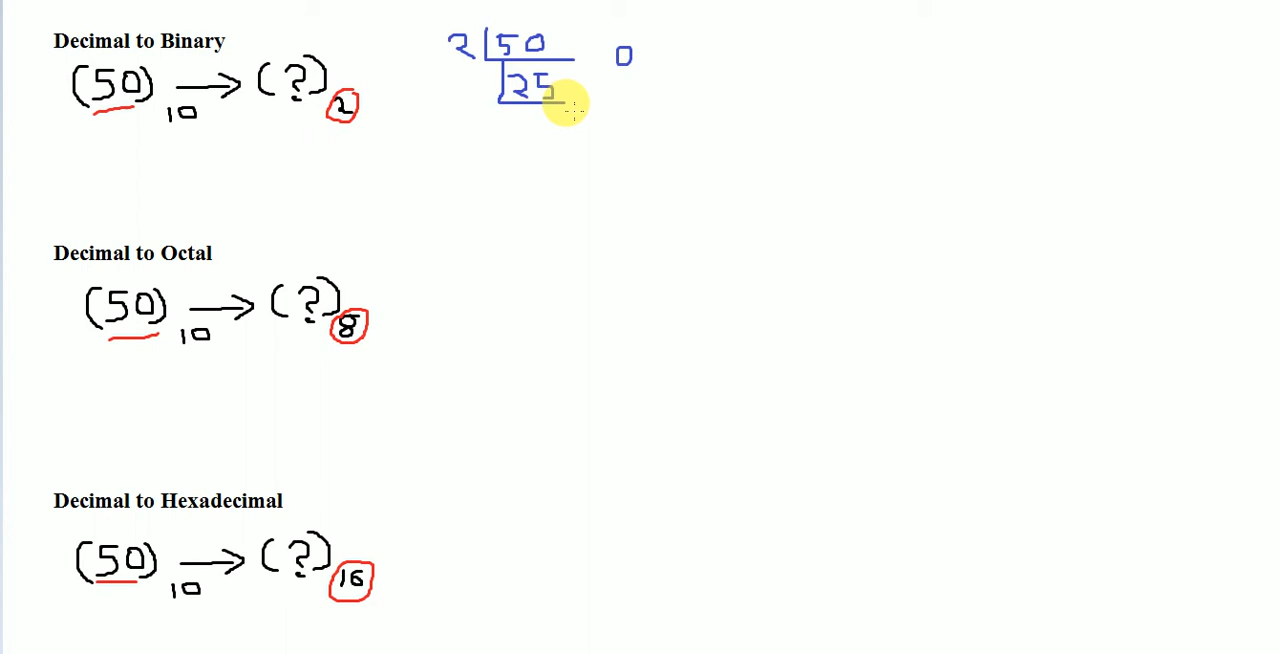 Decimal to Binary
(50)10 → (?)2
2 50 0
25
Decimal to Octal
(50)10 → (?)8
Decimal to Hexadecimal
(50)10 → (?)16